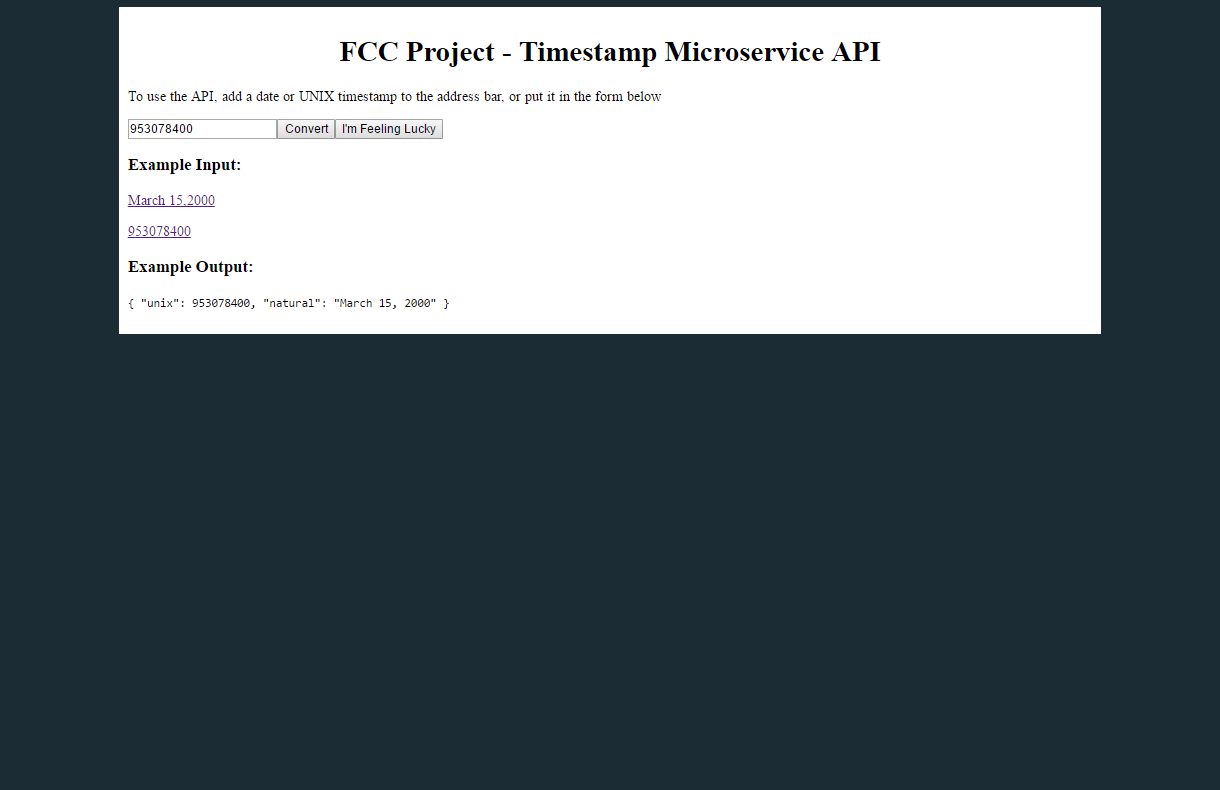 FCC Project - Timestamp Microservice API
To use the API, add a date or UNIX timestamp to the address bar, or put it in the form below
953078400 Convert I'm Feeling Lucky
Example Input:
March 15,2000
953078400
Example Output:
{ "unix": 953078400, "natural": "March 15, 2000" }